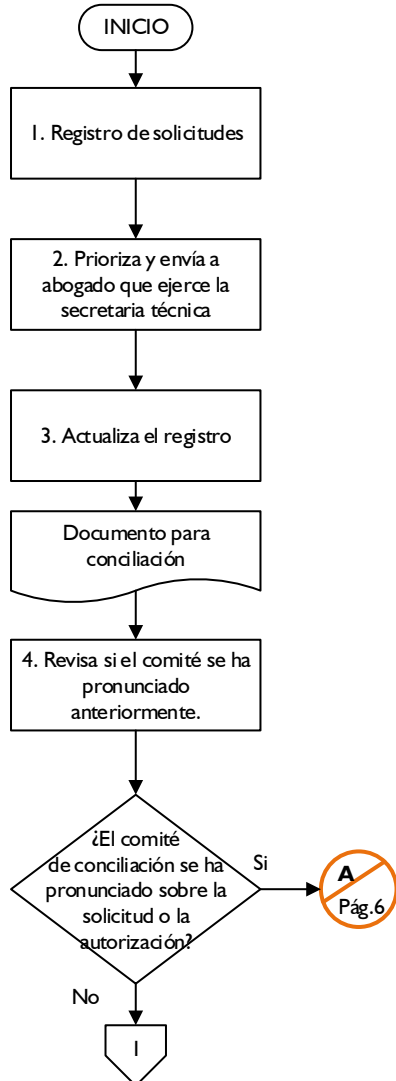 INICIO
1. Registro de solicitudes
2. Prioriza y envía a
abogado que ejerce la
secretaria técnica
3. Actualiza el registro
Documento para
conciliación
4. Revisa si el comité se ha
pronunciado
anteriormente.
¿El comité
de conciliación se ha
pronunciado sobre la
solicitud o la
autorización?
Si
A
Pág.6
No
1